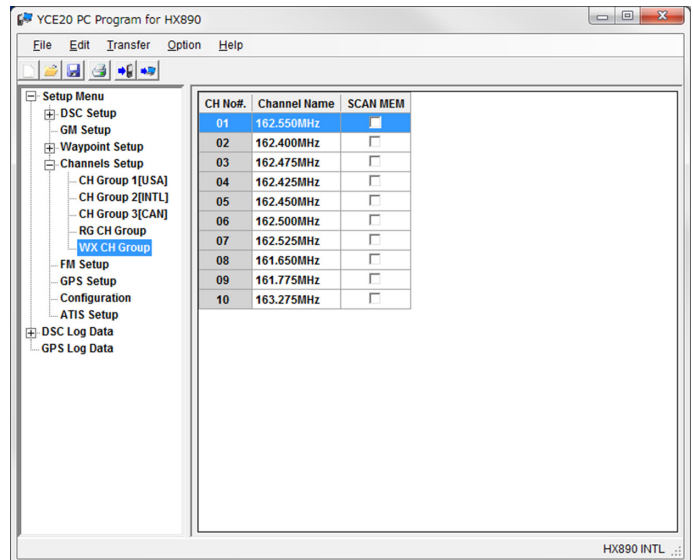 YCE20 PC Program for HX890
File Edit Transfer Option Help
Setup Menu
DSC Setup
GM Setup
Waypoint Setup
Channels Setup
CH Group 1[USA]
CH Group 2[INTL]
CH Group 3[CAN]
RG CH Group
WX CH Group
FM Setup
GPS Setup
Configuration
ATIS Setup
DSC Log Data
GPS Log Data
CH No#. Channel Name SCAN MEM
01 162.550MHz
02 162.400MHz
03 162.475MHz
04 162.425MHz
05 162.450MHz
06 162.500MHz
07 162.525MHz
08 161.650MHz
09 161.775MHz
10 163.275MHz
HX890 INTL